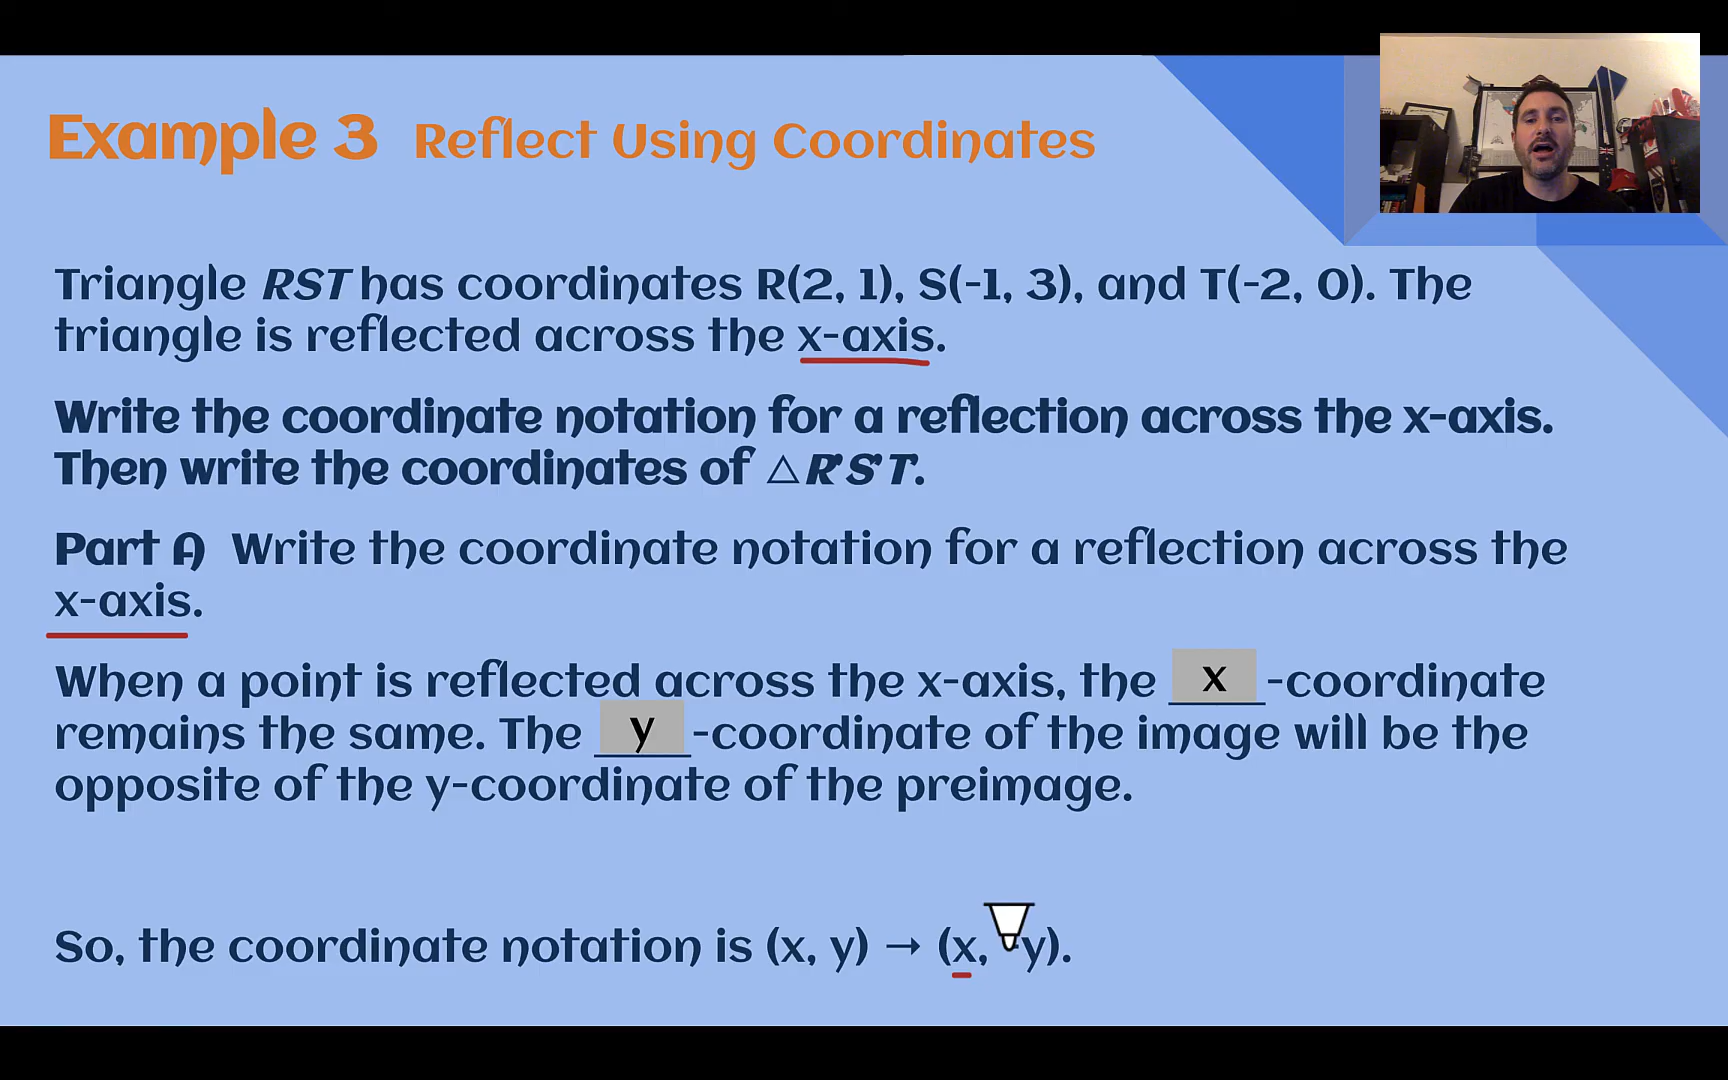 Example 3 Reflect Using Coordinates
Triangle RST has coordinates R(2, 1), S(-1, 3), and T(-2, 0). The
triangle is reflected across the x-axis.
Write the coordinate notation for a reflection across the x-axis.
Then write the coordinates of △R'S'T'.
Part A Write the coordinate notation for a reflection across the
x-axis.
When a point is reflected across the x-axis, the x -coordinate
remains the same. The y -coordinate of the image will be the
opposite of the y-coordinate of the preimage.
So, the coordinate notation is (x, y) → (x, -y).